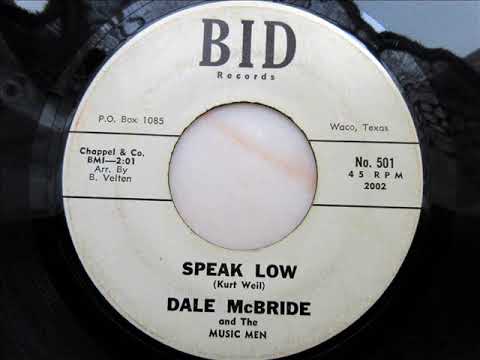 BID
Records
P.O. Box 1085
Waco, Texas
Chappel & Co.
BMI—2:01
Arr. By
B. Velten
No. 501
45 RPM
2002
SPEAK LOW
(Kurt Weil)
DALE McBRIDE
and The
MUSIC MEN